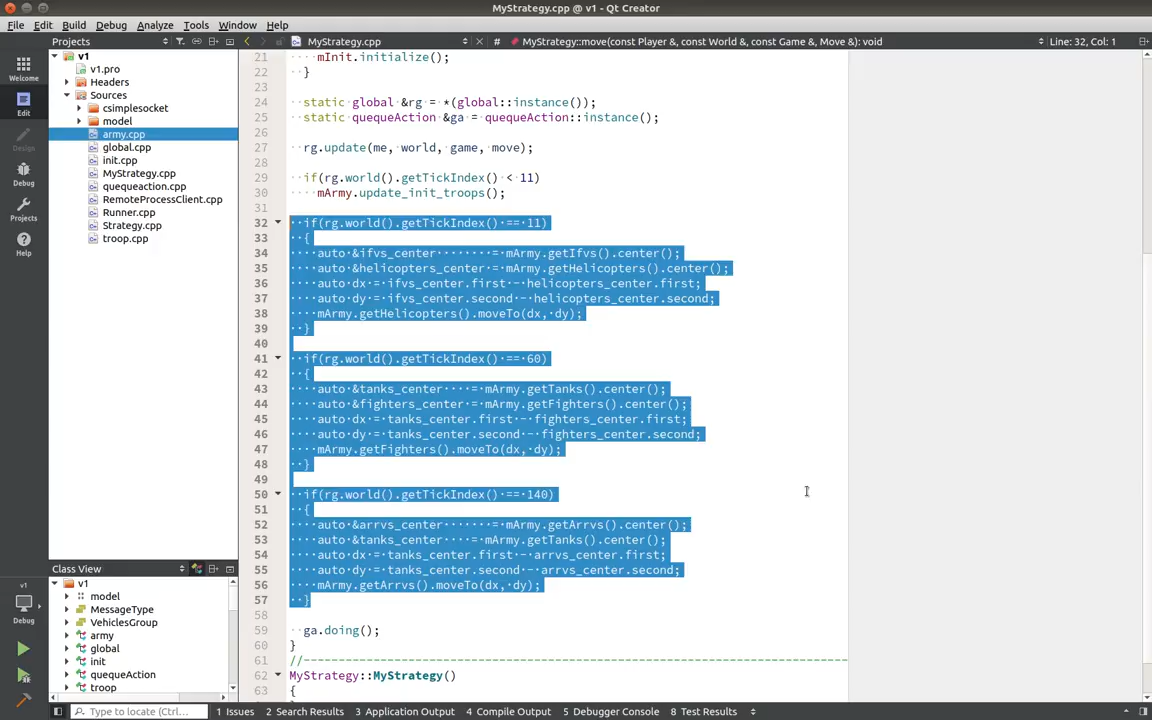 MyStrategy.cpp @ v1 - Qt Creator
File Edit Build Debug Analyze Tools Window Help
Projects
MyStrategy.cpp
# MyStrategy::move(const Player &, const World &, const Game &, Move &): void
Line: 32, Col: 1
Welcome
Edit
Design
Debug
Projects
Help
v1
Debug
v1
v1.pro
Headers
Sources
csimplesocket
model
army.cpp
global.cpp
init.cpp
MyStrategy.cpp
quequeaction.cpp
RemoteProcessClient.cpp
Runner.cpp
Strategy.cpp
troop.cpp
Class View
v1
model
MessageType
VehiclesGroup
army
global
init
quequeAction
troop
21 mInit.initialize();
22 }
23
24 static global &rg = *(global::instance());
25 static quequeAction &ga = quequeAction::instance();
26
27 rg.update(me, world, game, move);
28
29 if(rg.world().getTickIndex() < 11)
30 mArmy.update_init_troops();
31
32 if(rg.world().getTickIndex() == 11)
33 {
34 auto &ifvs_center = mArmy.getIfvs().center();
35 auto &helicopters_center = mArmy.getHelicopters().center();
36 auto dx = ifvs_center.first - helicopters_center.first;
37 auto dy = ifvs_center.second - helicopters_center.second;
38 mArmy.getHelicopters().moveTo(dx, dy);
39 }
40
41 if(rg.world().getTickIndex() == 60)
42 {
43 auto &tanks_center = mArmy.getTanks().center();
44 auto &fighters_center = mArmy.getFighters().center();
45 auto dx = tanks_center.first - fighters_center.first;
46 auto dy = tanks_center.second - fighters_center.second;
47 mArmy.getFighters().moveTo(dx, dy);
48 }
49
50 if(rg.world().getTickIndex() == 140)
51 {
52 auto &arrvs_center = mArmy.getArrvs().center();
53 auto &tanks_center = mArmy.getTanks().center();
54 auto dx = tanks_center.first - arrvs_center.first;
55 auto dy = tanks_center.second - arrvs_center.second;
56 mArmy.getArrvs().moveTo(dx, dy);
57 }
58
59 ga.doing();
60 }
61 //------------------------------------------------------------------------------
62 MyStrategy::MyStrategy()
63 {
Type to locate (Ctrl...
1 Issues 2 Search Results 3 Application Output 4 Compile Output 5 Debugger Console 8 Test Results